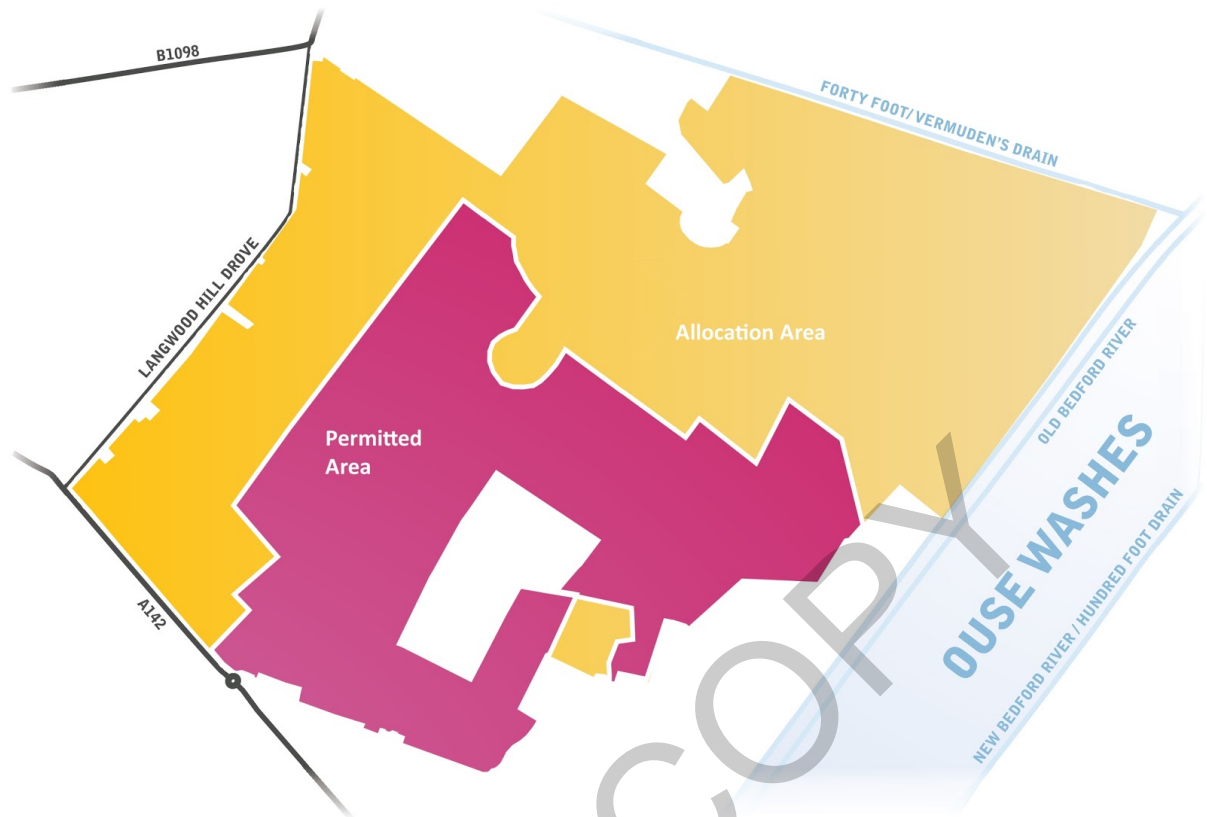 B1098
FORTY FOOT/VERMUDEN'S DRAIN
LANGWOOD HILL DROVE
Allocation Area
OLD BEDFORD RIVER
Permitted
Area
OUSE WASHES
NEW BEDFORD RIVER / HUNDRED FOOT DRAIN
A142
COPY